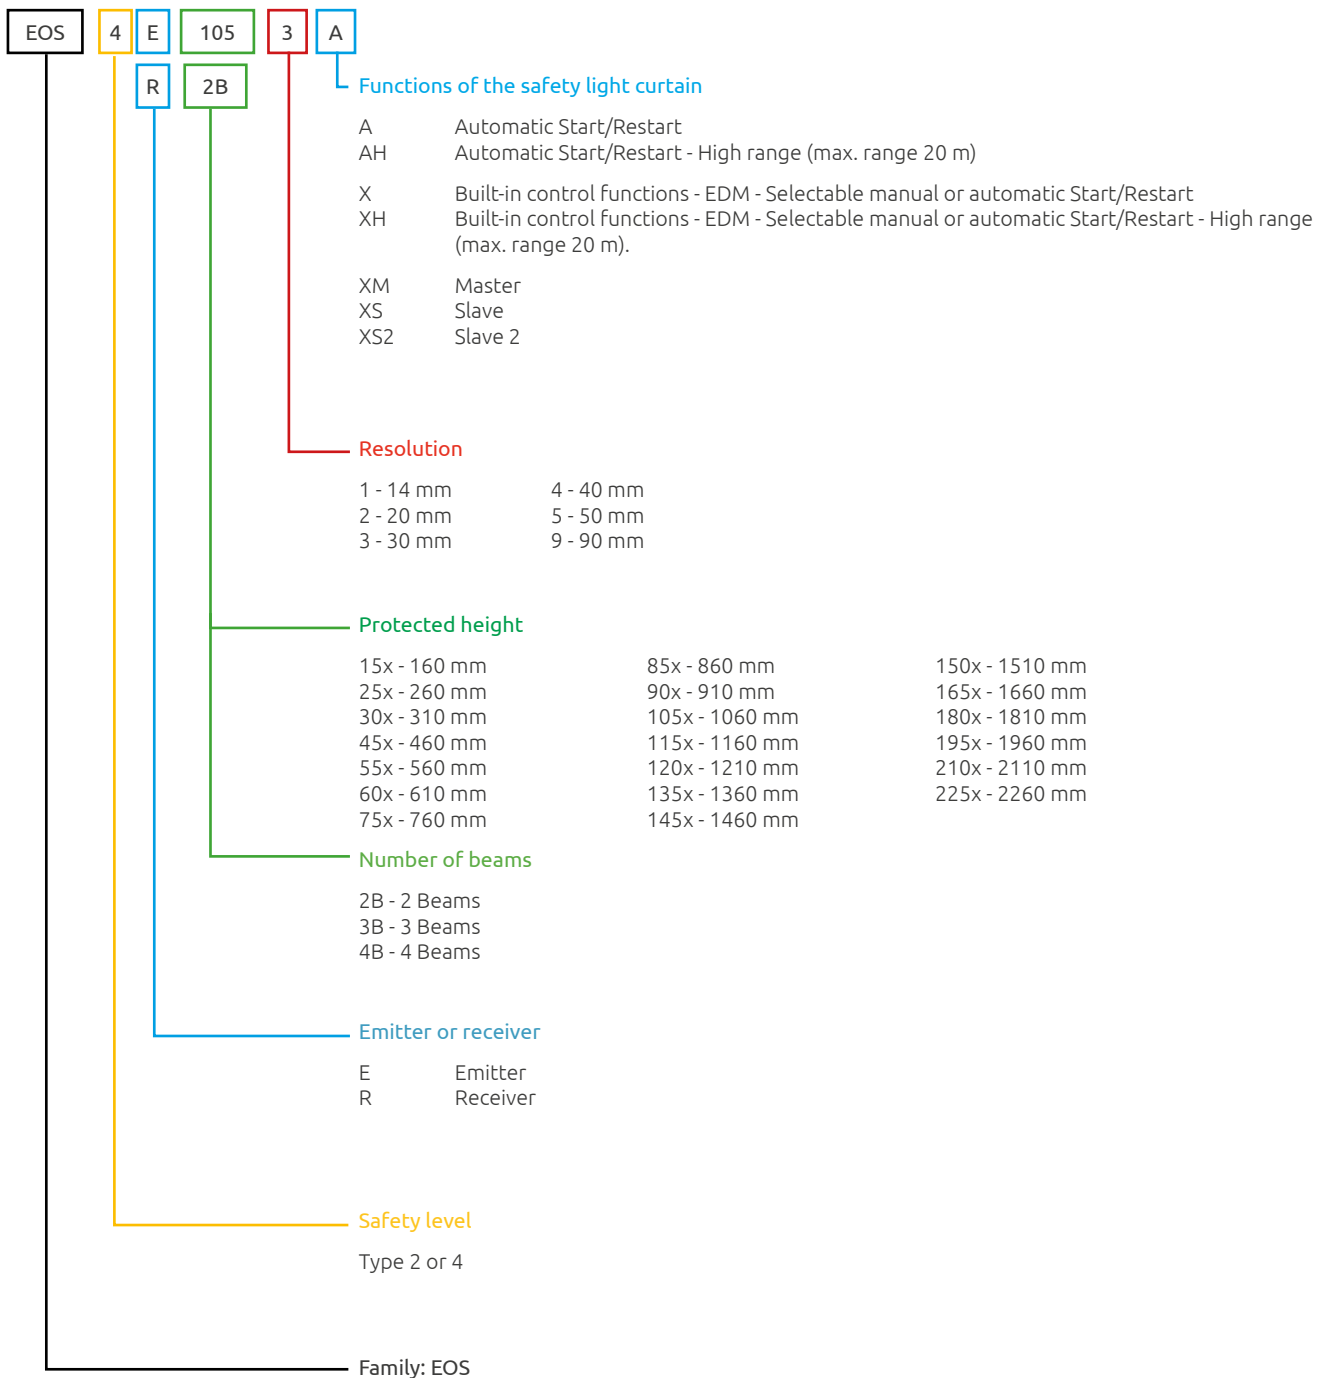 EOS 4 E 105 3 A
R 2B
Functions of the safety light curtain
A Automatic Start/Restart
AH Automatic Start/Restart - High range (max. range 20 m)
X Built-in control functions - EDM - Selectable manual or automatic Start/Restart
XH Built-in control functions - EDM - Selectable manual or automatic Start/Restart - High range
(max. range 20 m).
XM Master
XS Slave
XS2 Slave 2
Resolution
1 - 14 mm 4 - 40 mm
2 - 20 mm 5 - 50 mm
3 - 30 mm 9 - 90 mm
Protected height
15x - 160 mm 85x - 860 mm 150x - 1510 mm
25x - 260 mm 90x - 910 mm 165x - 1660 mm
30x - 310 mm 105x - 1060 mm 180x - 1810 mm
45x - 460 mm 115x - 1160 mm 195x - 1960 mm
55x - 560 mm 120x - 1210 mm 210x - 2110 mm
60x - 610 mm 135x - 1360 mm 225x - 2260 mm
75x - 760 mm 145x - 1460 mm
Number of beams
2B - 2 Beams
3B - 3 Beams
4B - 4 Beams
Emitter or receiver
E Emitter
R Receiver
Safety level
Type 2 or 4
Family: EOS